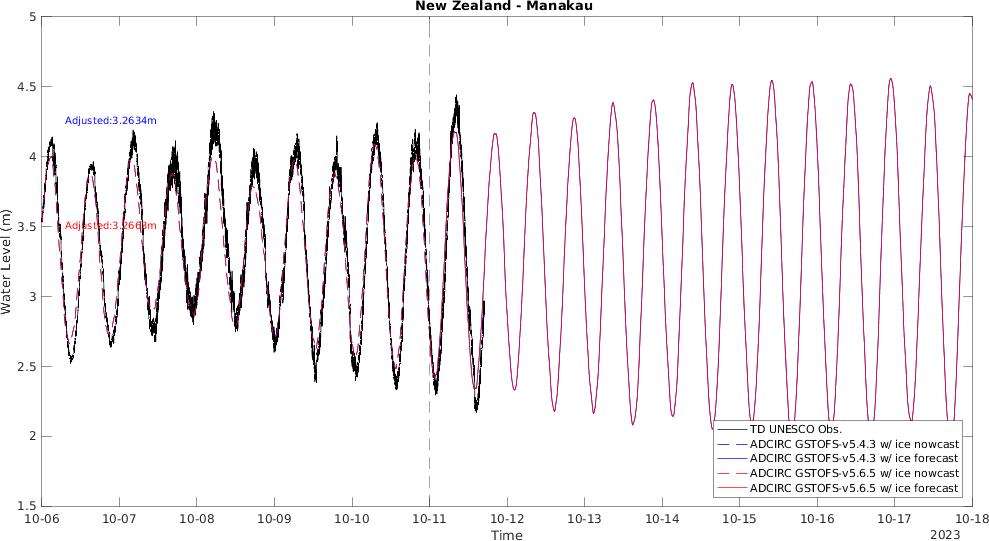 New Zealand - Manakau
Water Level (m)
5
4.5
4
3.5
3
2.5
2
1.5
Adjusted:3.2634m
Adjusted:3.2663m
TD UNESCO Obs.
ADCIRC GSTOFS-v5.4.3 w/ ice nowcast
ADCIRC GSTOFS-v5.4.3 w/ ice forecast
ADCIRC GSTOFS-v5.6.5 w/ ice nowcast
ADCIRC GSTOFS-v5.6.5 w/ ice forecast
10-06 10-07 10-08 10-09 10-10 10-11 10-12 10-13 10-14 10-15 10-16 10-17 10-18
Time
2023